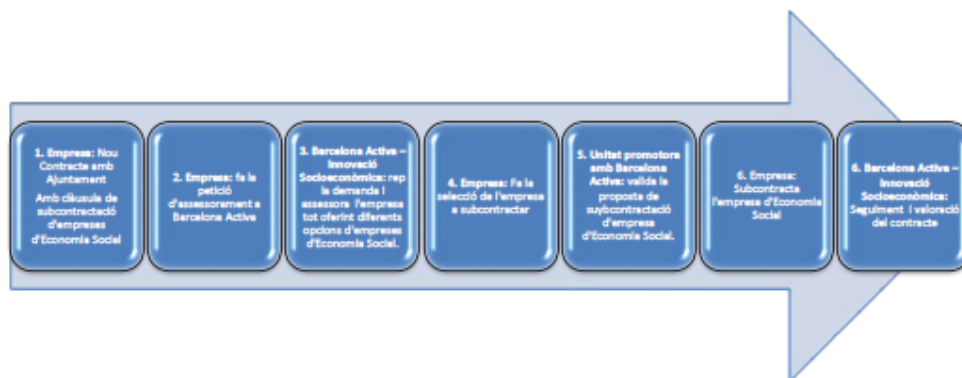 1. Empresa: Nou
Contracte amb
Ajuntament
Amb clàusula de
subcontractació
d'empreses
d'Economia Social
2. Empresa: fa la
petició
d'assessorament a
Barcelona Activa
3. Barcelona Activa –
Innovació
Socioeconòmica: rep
la demanda i
assessora l'empresa
tot oferint diferents
opcions d'empreses
d'Economia Social.
4. Empresa: Fa la
selecció de l'empresa
a subcontractar
5. Unitat promotora
amb Barcelona
Activa: valida la
proposta de
suybcontractació
d'empresa
d'Economia Social.
6. Empresa:
Subcontracta
l'empresa d'Economia
Social
6. Barcelona Activa –
Innovació
Socioeconòmica:
Seguiment i valoració
del contracte